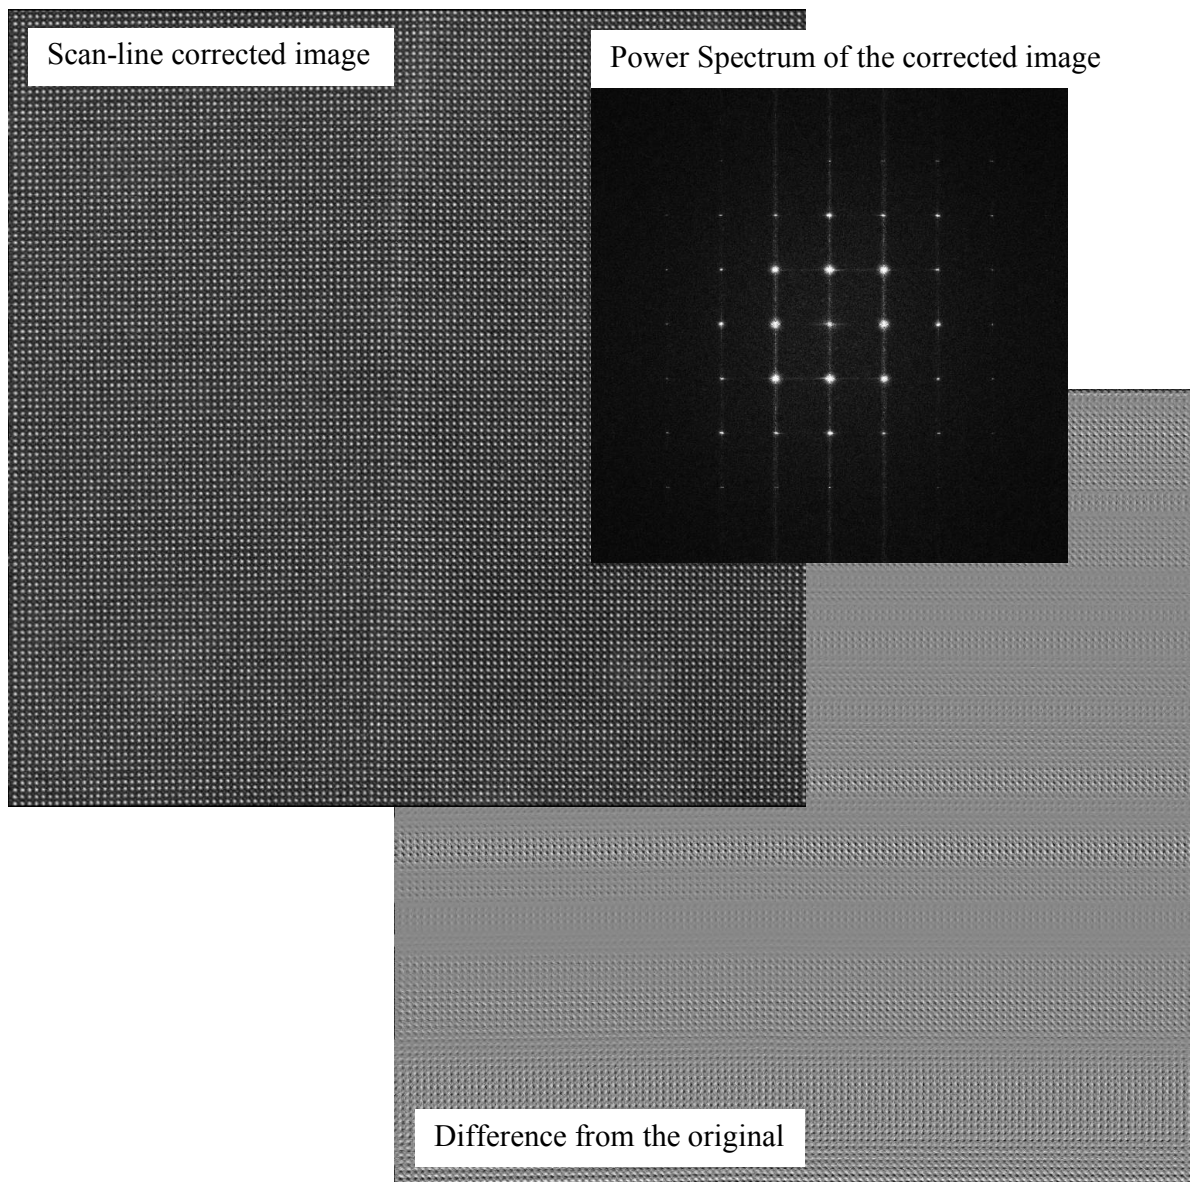 Scan-line corrected image
Power Spectrum of the corrected image
Difference from the original